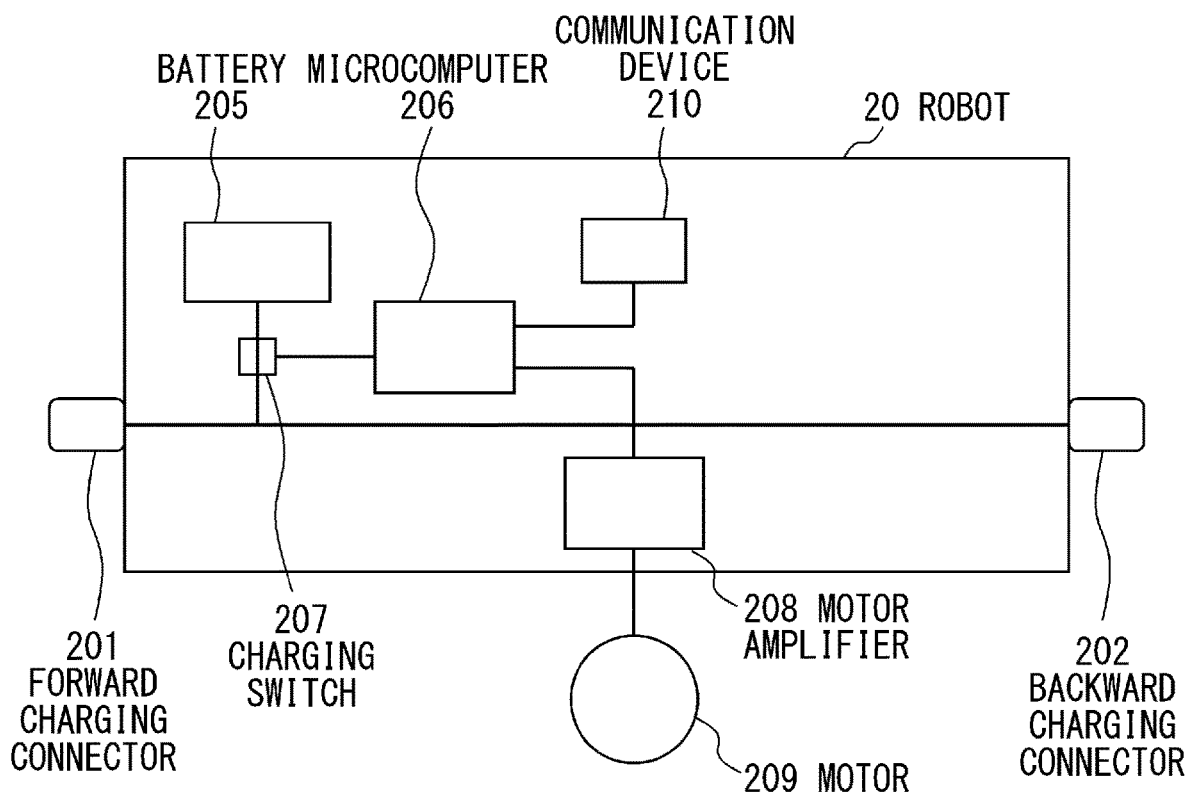 COMMUNICATION
DEVICE
210
BATTERY
205
MICROCOMPUTER
206
20 ROBOT
201
FORWARD
CHARGING
CONNECTOR
207
CHARGING
SWITCH
208 MOTOR
AMPLIFIER
209 MOTOR
202
BACKWARD
CHARGING
CONNECTOR